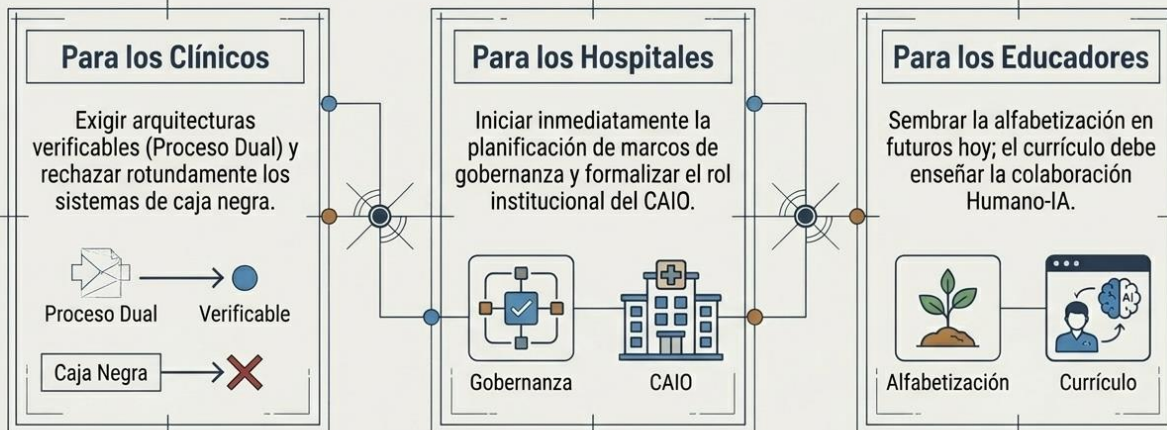 Para los Clínicos
Exigir arquitecturas
verificables (Proceso Dual) y
rechazar rotundamente los
sistemas de caja negra.
Proceso Dual
Verificable
Caja Negra
Para los Hospitales
Iniciar inmediatamente la
planificación de marcos de
gobernanza y formalizar el rol
institucional del CAIO.
Gobernanza
CAIO
Para los Educadores
Sembrar la alfabetización en
futuros hoy; el currículo debe
enseñar la colaboración
Humano-IA.
AI
Alfabetización
Currículo